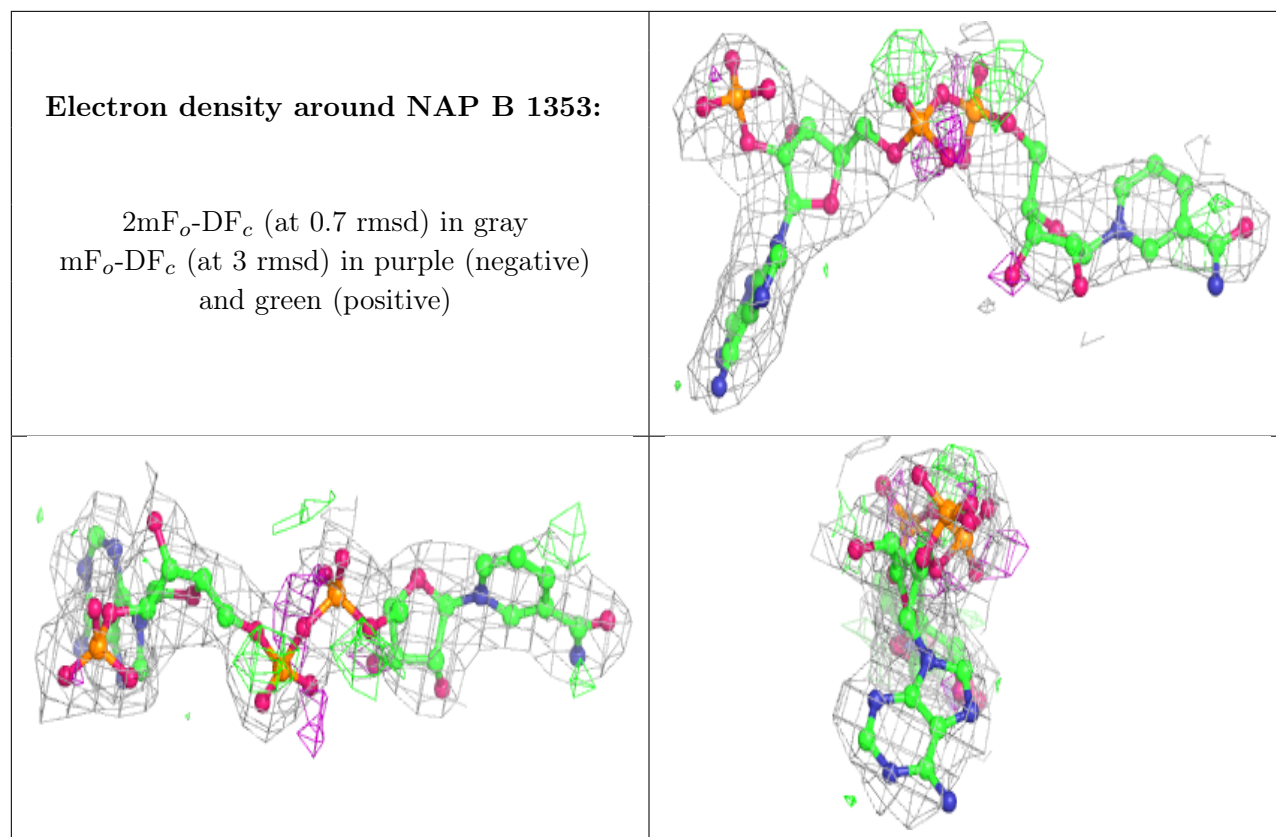 Electron density around NAP B 1353:
2mFo-DFc (at 0.7 rmsd) in gray
mFo-DFc (at 3 rmsd) in purple (negative)
and green (positive)